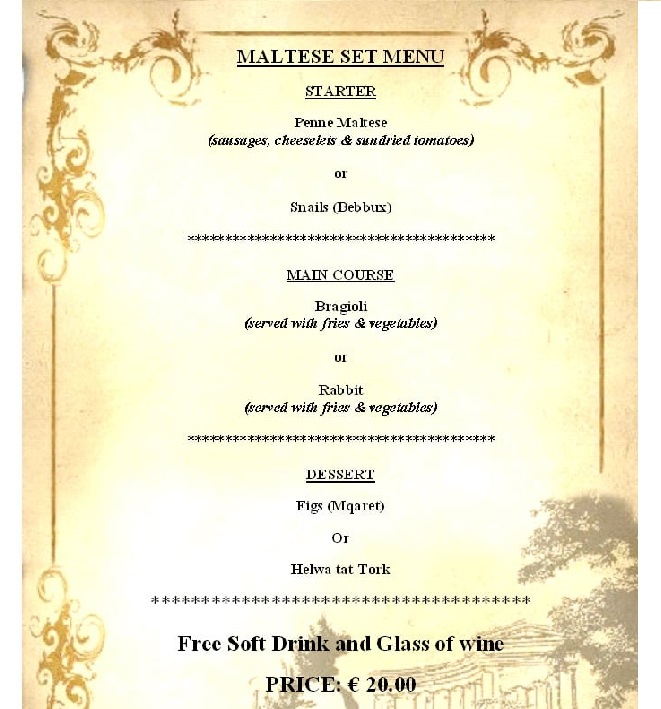 MALTESE SET MENU
STARTER
Penne Maltese
(sausages, cheeselets & sundried tomatoes)
or
Snails (Bebbux)
******************************************
MAIN COURSE
Bragioli
(served with fries & vegetables)
or
Rabbit
(served with fries & vegetables)
******************************************
DESSERT
Figs (Mqaret)
Or
Helwa tat Tork
****************************************
Free Soft Drink and Glass of wine
PRICE: € 20.00